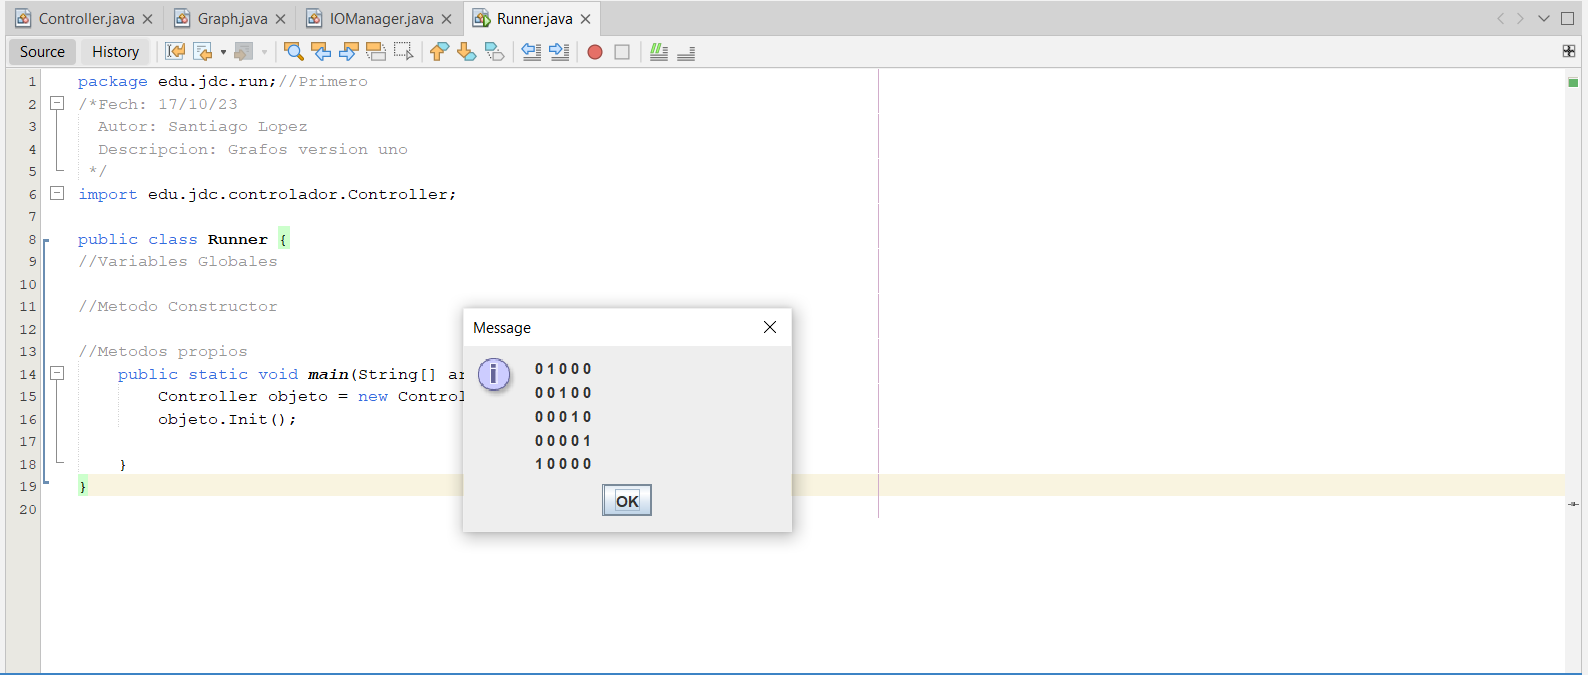 Controller.java Graph.java IOManager.java Runner.java
Source History
1 package edu.jdc.run;//Primero
2 /*Fech: 17/10/23
3 Autor: Santiago Lopez
4 Descripcion: Grafos version uno
5 */
6 import edu.jdc.controlador.Controller;
7
8 public class Runner {
9 //Variables Globales
10
11 //Metodo Constructor
12
13 //Metodos propios
14 public static void main(String[] ar
15 Controller objeto = new Control
16 objeto.Init();
17
18 }
19 }
20
Message
0 1 0 0 0
0 0 1 0 0
0 0 0 1 0
0 0 0 0 1
1 0 0 0 0
OK